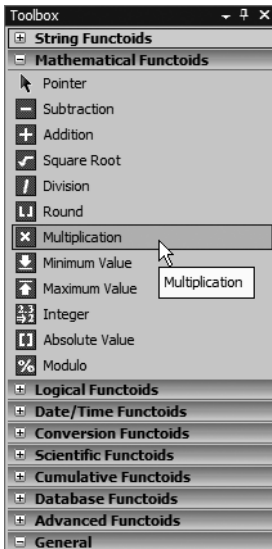 Toolbox
String Functoids
Mathematical Functoids
Pointer
Subtraction
Addition
Square Root
Division
Round
Multiplication
Minimum Value
Maximum Value
Multiplication
Integer
Absolute Value
Modulo
Logical Functoids
Date/Time Functoids
Conversion Functoids
Scientific Functoids
Cumulative Functoids
Database Functoids
Advanced Functoids
General